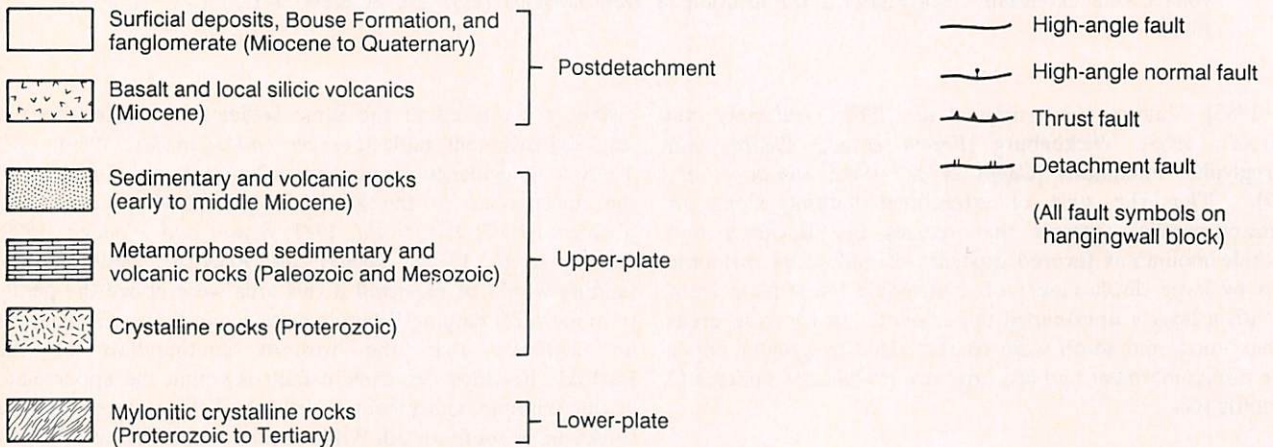 Surficial deposits, Bouse Formation, and
fanglomerate (Miocene to Quaternary)
Basalt and local silicic volcanics
(Miocene)
Postdetachment
Sedimentary and volcanic rocks
(early to middle Miocene)
Metamorphosed sedimentary and
volcanic rocks (Paleozoic and Mesozoic)
Crystalline rocks (Proterozoic)
Upper-plate
Mylonitic crystalline rocks
(Proterozoic to Tertiary)
Lower-plate
High-angle fault
High-angle normal fault
Thrust fault
Detachment fault
(All fault symbols on
hangingwall block)